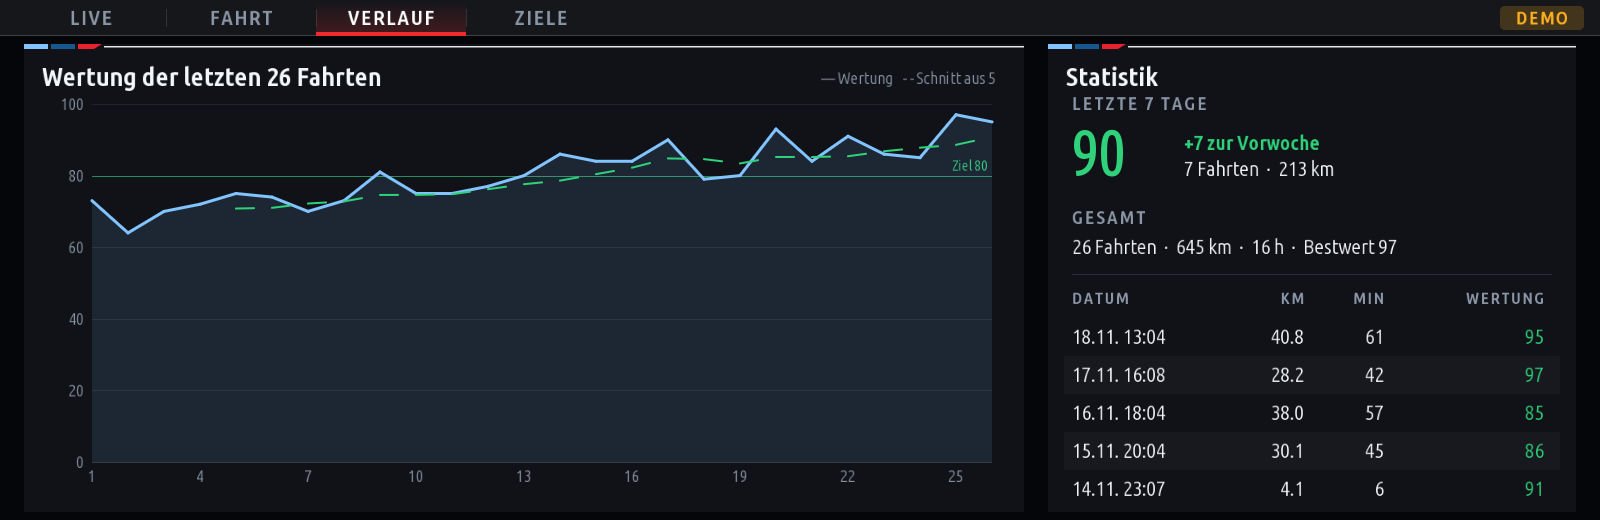 LIVE FAHRT VERLAUF ZIELE DEMO
Wertung der letzten 26 Fahrten
— Wertung -- Schnitt aus 5
100
80
60
40
20
0
Ziel 80
1 4 7 10 13 16 19 22 25
Statistik
LETZTE 7 TAGE
90
+7 zur Vorwoche
7 Fahrten · 213 km
GESAMT
26 Fahrten · 645 km · 16 h · Bestwert 97
DATUM KM MIN WERTUNG
18.11. 13:04 40.8 61 95
17.11. 16:08 28.2 42 97
16.11. 18:04 38.0 57 85
15.11. 20:04 30.1 45 86
14.11. 23:07 4.1 6 91